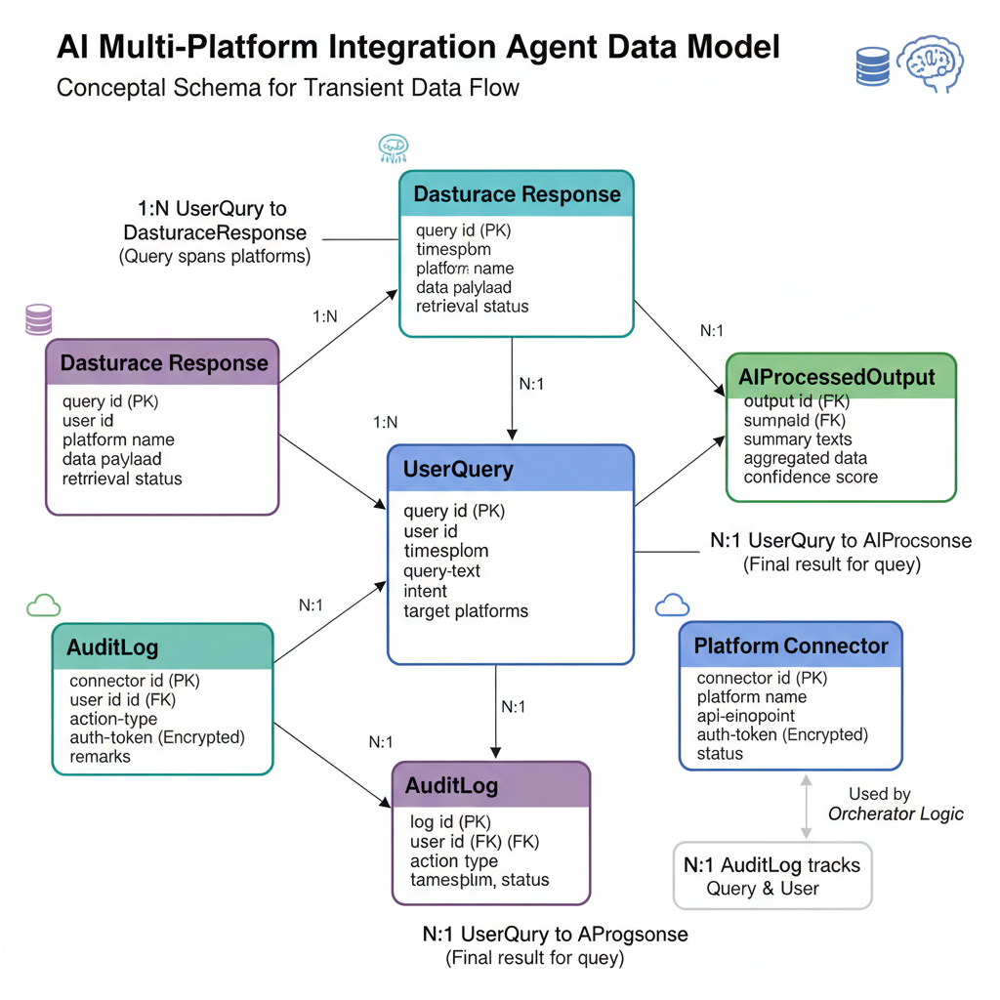 AI Multi-Platform Integration Agent Data Model
Conceptal Schema for Transient Data Flow
1:N UserQury to
DasturaceResponse
(Query spans platforms)
Dasturace Response
query id (PK)
timespbm
platform name
data palylaad
retrieval status
1:N
N:1
Dasturace Response
query id (PK)
user id
platform name
data paylaad
retrrieval status
N:1
AIProcessedOutput
output id (FK)
sumpald (FK)
summary texts
aggregated data
confidence score
1:N
UserQuery
query id (PK)
user id
timesplom
query-text
intent
target platforms
N:1 UserQury to AIProcsonse
(Final result for quey)
N:1
AuditLog
connector id (PK)
user id id (FK)
action-type
auth-token (Encrypted)
remarks
Platform Connector
connector id (PK)
platform name
api-einopoint
auth-token (Encrypted)
status
N:1
N:1
AuditLog
log id (PK)
user id (FK) (FK)
action type
tamesplim, status
Used by
Orcherator Logic
N:1 AuditLog tracks
Query & User
N:1 UserQury to AProgsonse
(Final result for quey)